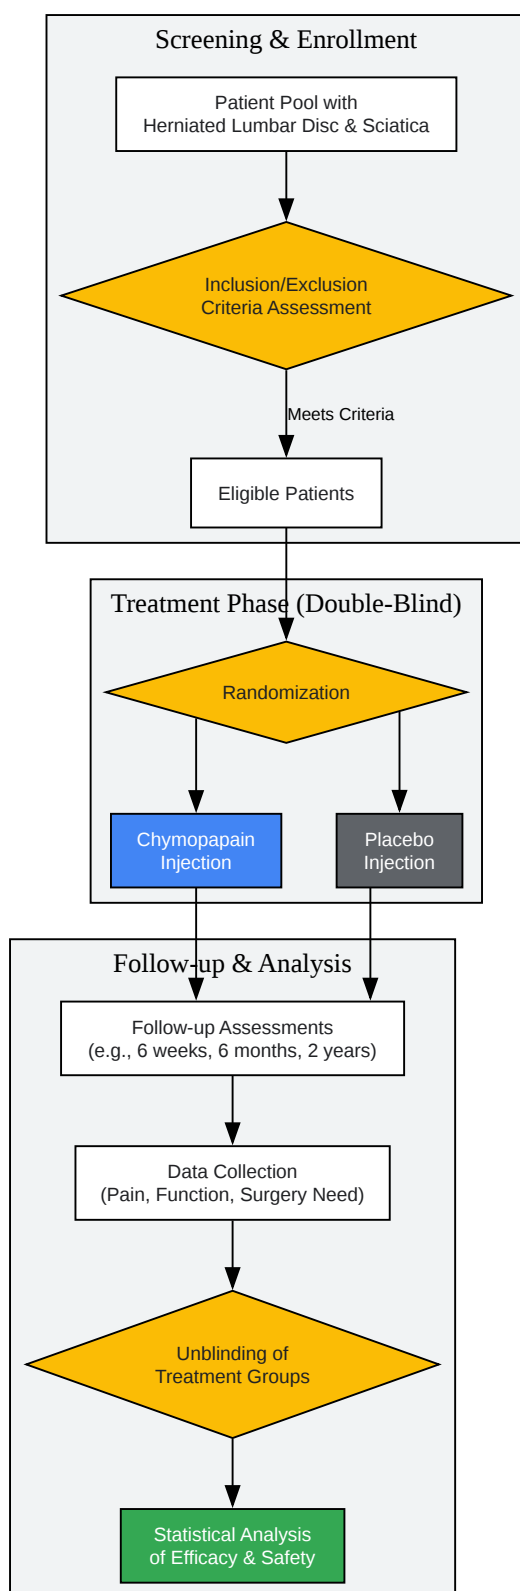 Screening & Enrollment
Patient Pool with
Herniated Lumbar Disc & Sciatica
Inclusion/Exclusion
Criteria Assessment
Meets Criteria
Eligible Patients
Treatment Phase (Double-Blind)
Randomization
Chymopapain
Injection
Placebo
Injection
Follow-up & Analysis
Follow-up Assessments
(e.g., 6 weeks, 6 months, 2 years)
Data Collection
(Pain, Function, Surgery Need)
Unblinding of
Treatment Groups
Statistical Analysis
of Efficacy & Safety